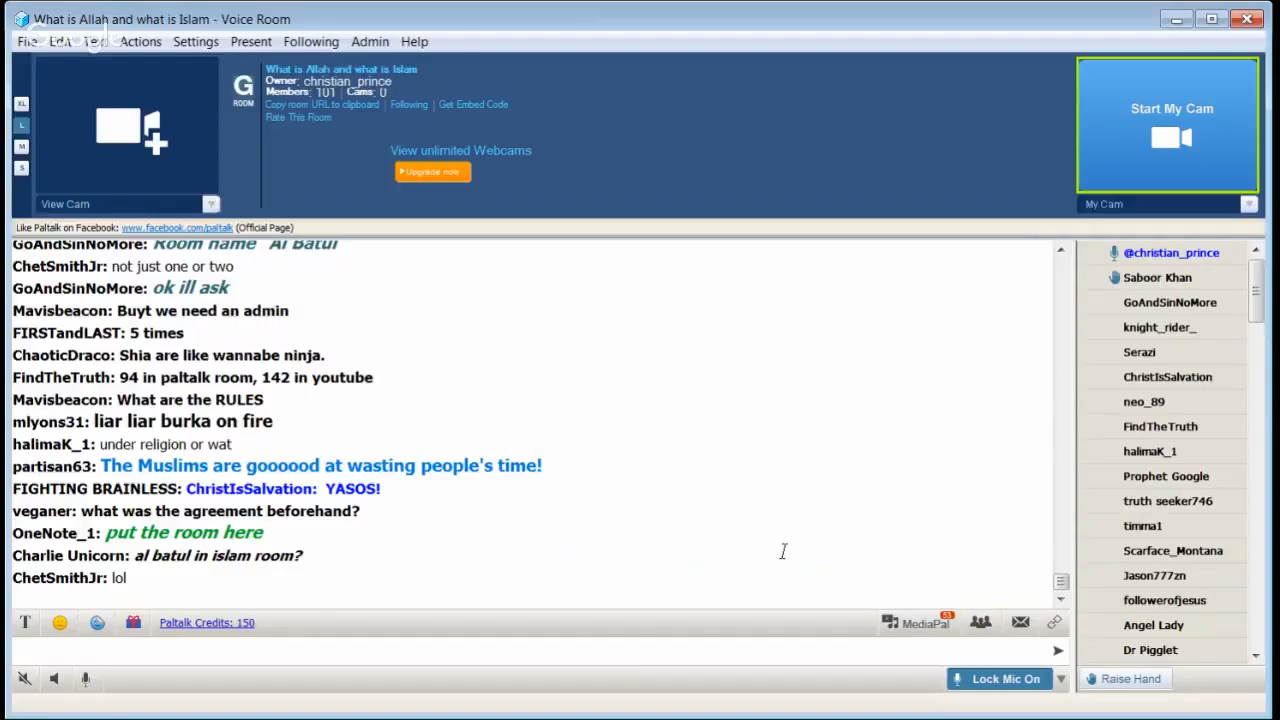 What is Allah and what is Islam - Voice Room
Google
File Edit Text Actions Settings Present Following Admin Help
XL
L
M
S
View Cam
G
ROOM
What is Allah and what is Islam
Owner: christian_prince
Members: 101 Cams: 0
Copy room URL to clipboard Following Get Embed Code
Rate This Room
View unlimited Webcams
Upgrade now
Start My Cam
My Cam
Like Paltalk on Facebook: www.facebook.com/paltalk (Official Page)
GoAndSinNoMore: Room name Al Batul
ChetSmithJr: not just one or two
GoAndSinNoMore: ok ill ask
Mavisbeacon: Buyt we need an admin
FIRSTandLAST: 5 times
ChaoticDraco: Shia are like wannabe ninja.
FindTheTruth: 94 in paltalk room, 142 in youtube
Mavisbeacon: What are the RULES
mlyons31: liar liar burka on fire
halimaK_1: under religion or wat
partisan63: The Muslims are goooood at wasting people's time!
FIGHTING BRAINLESS: ChristIsSalvation: YASOS!
veganer: what was the agreement beforehand?
OneNote_1: put the room here
Charlie Unicorn: al batul in islam room?
ChetSmithJr: lol
@christian_prince
Saboor Khan
GoAndSinNoMore
knight_rider_
Serazi
ChristIsSalvation
neo_89
FindTheTruth
halimaK_1
Prophet Google
truth seeker746
timma1
Scarface_Montana
Jason777zn
followerofjesus
Angel Lady
Dr Pigglet
T
Paltalk Credits: 150
MediaPal
53
Lock Mic On
Raise Hand